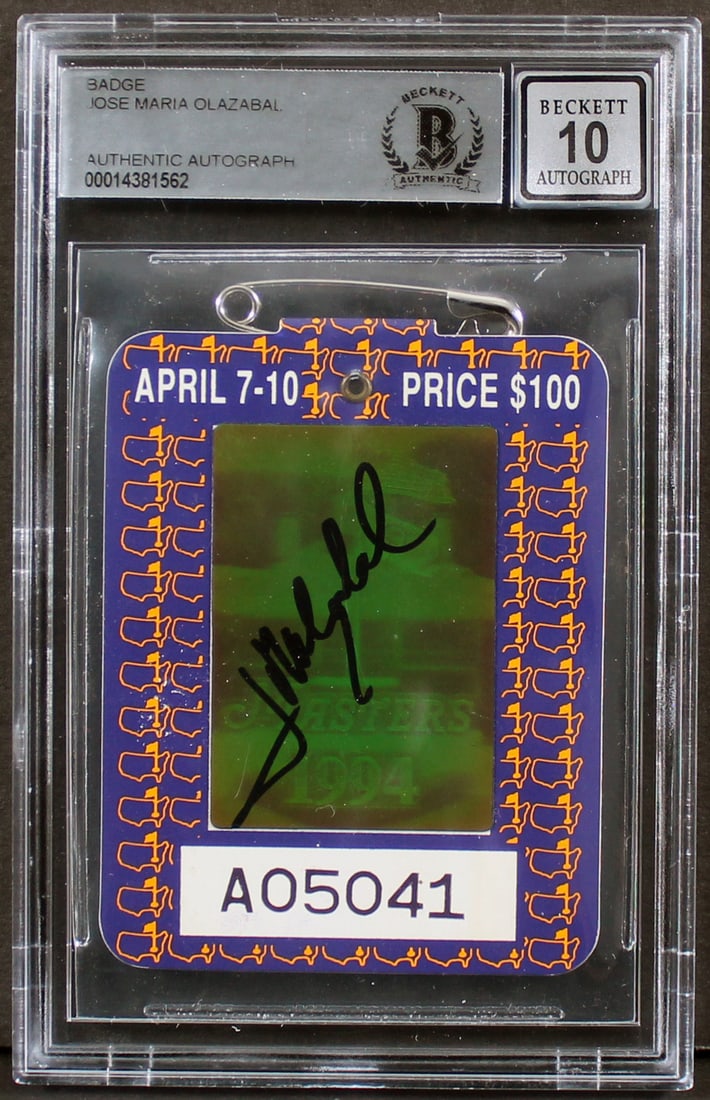 BADGE
JOSE MARIA OLAZABAL
AUTHENTIC AUTOGRAPH
00014381562
BECKETT
B
AUTHENTIC
BECKETT
10
AUTOGRAPH
APRIL 7-10 PRICE $100
MASTERS
1994
A05041